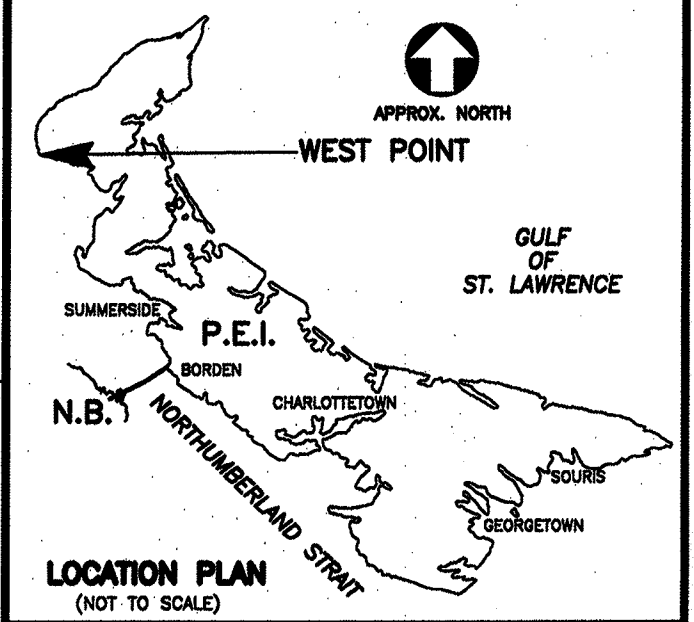 APPROX. NORTH
WEST POINT
GULF
OF
ST. LAWRENCE
SUMMERSIDE
P.E.I.
BORDEN
N.B.
CHARLOTTETOWN
NORTHUMBERLAND STRAIT
SOURIS
GEORGETOWN
LOCATION PLAN
(NOT TO SCALE)